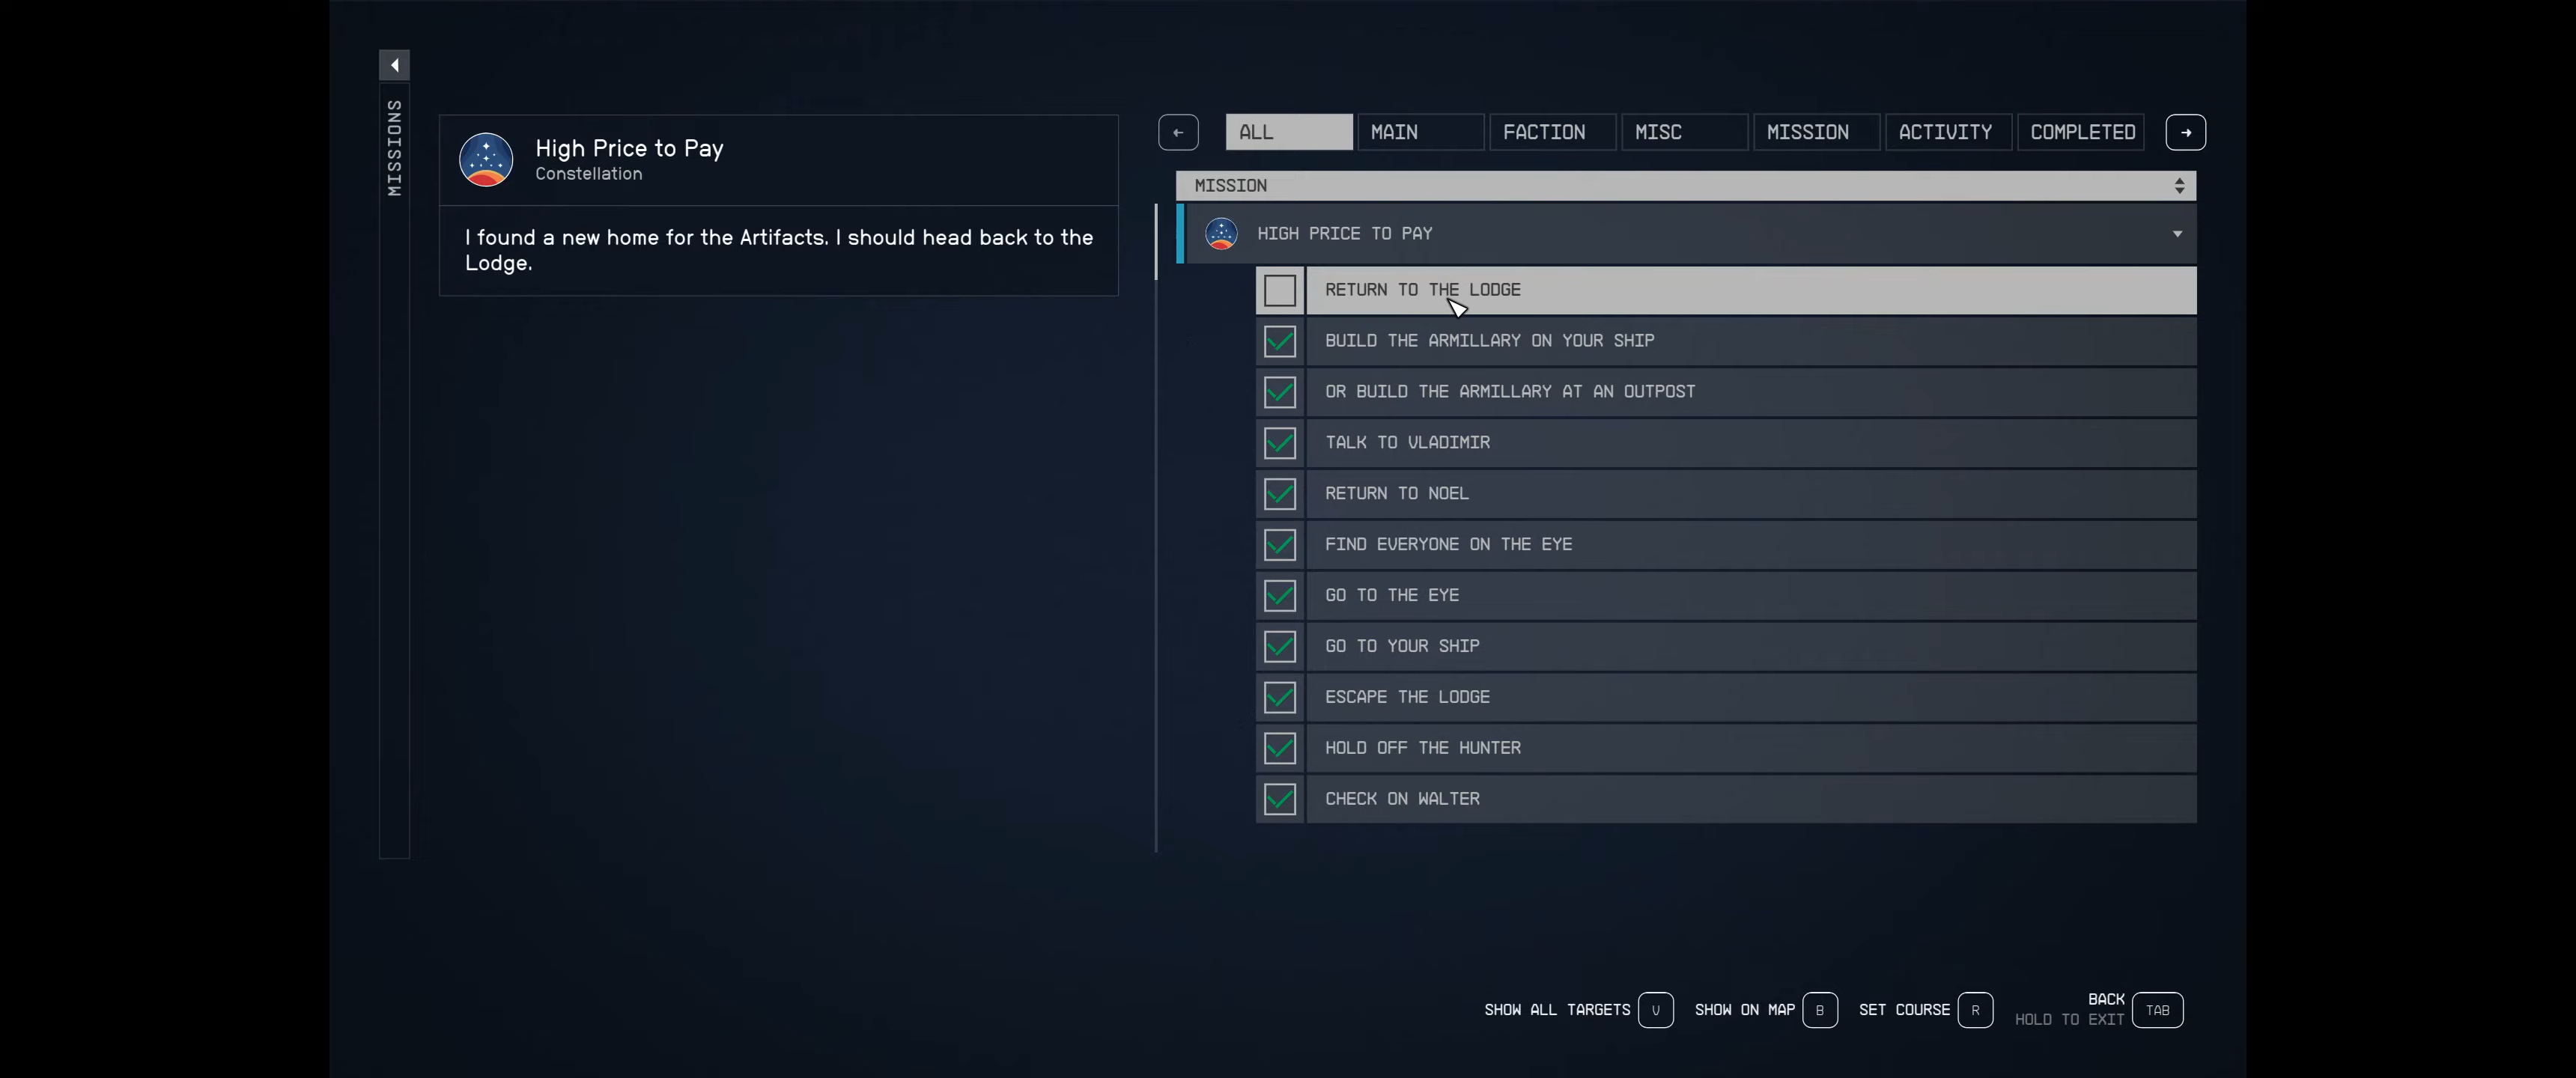 MISSIONS
High Price to Pay
Constellation
I found a new home for the Artifacts. I should head back to the
Lodge.
ALL
MAIN
FACTION
MISC
MISSION
ACTIVITY
COMPLETED
MISSION
HIGH PRICE TO PAY
RETURN TO THE LODGE
BUILD THE ARMILLARY ON YOUR SHIP
OR BUILD THE ARMILLARY AT AN OUTPOST
TALK TO VLADIMIR
RETURN TO NOEL
FIND EVERYONE ON THE EYE
GO TO THE EYE
GO TO YOUR SHIP
ESCAPE THE LODGE
HOLD OFF THE HUNTER
CHECK ON WALTER
SHOW ALL TARGETS V
SHOW ON MAP B
SET COURSE R
BACK TAB
HOLD TO EXIT